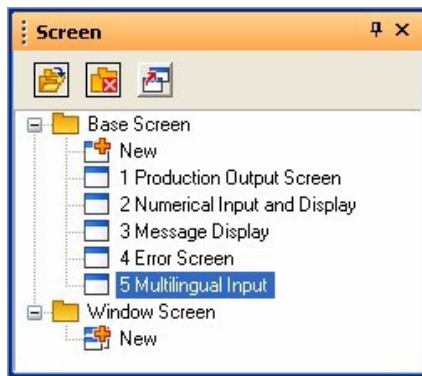 Screen
Base Screen
New
1 Production Output Screen
2 Numerical Input and Display
3 Message Display
4 Error Screen
5 Multilingual Input
Window Screen
New